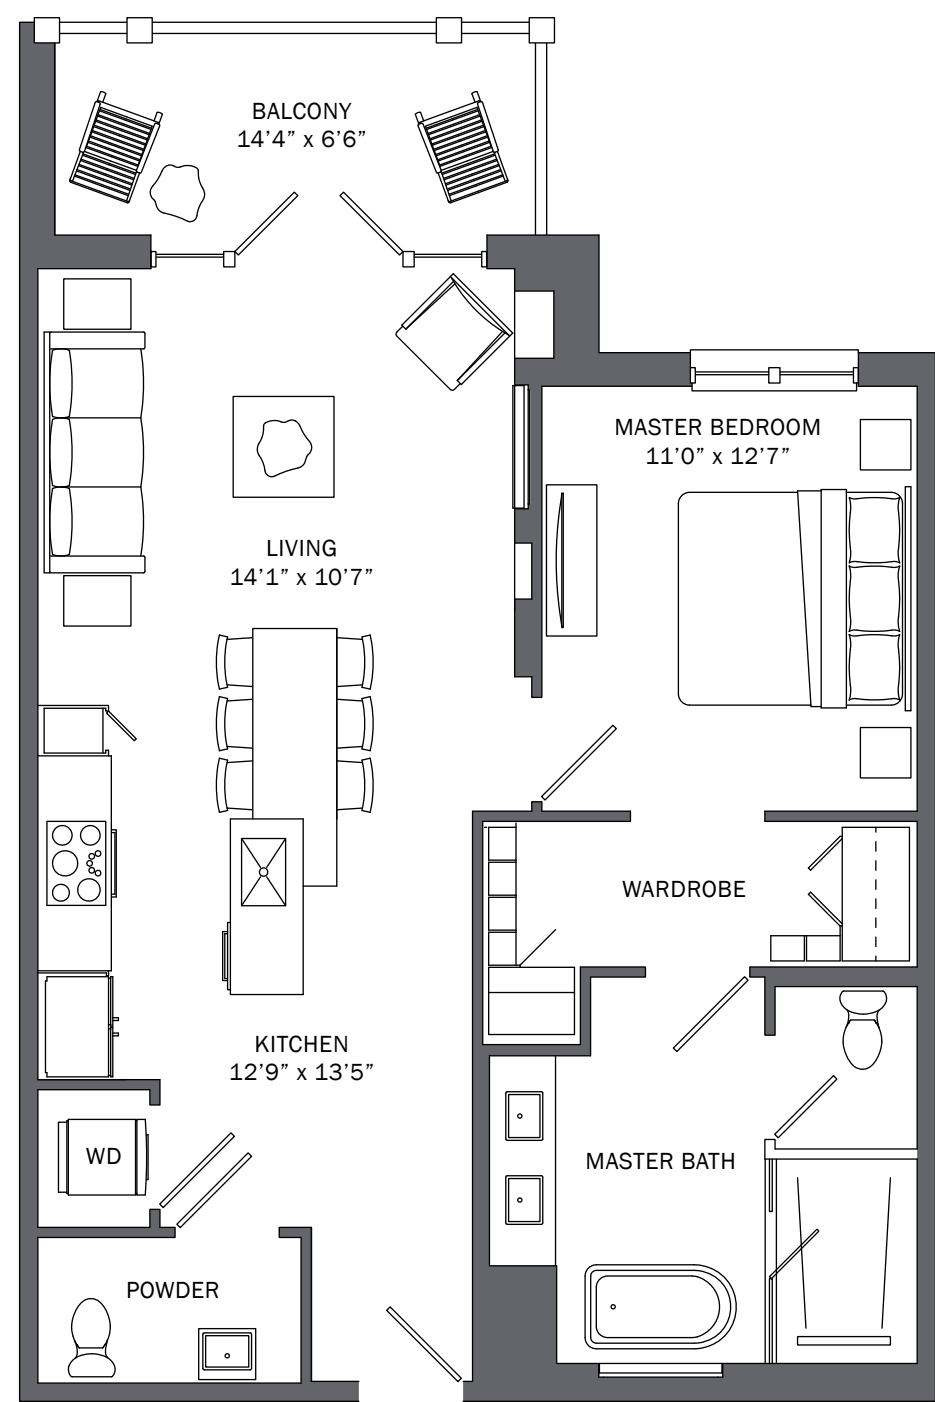 BALCONY
14’4” x 6’6”
MASTER BEDROOM
11’0” x 12’7”
LIVING
14’1” x 10’7”
WARDROBE
KITCHEN
12’9” x 13’5”
WD
MASTER BATH
POWDER